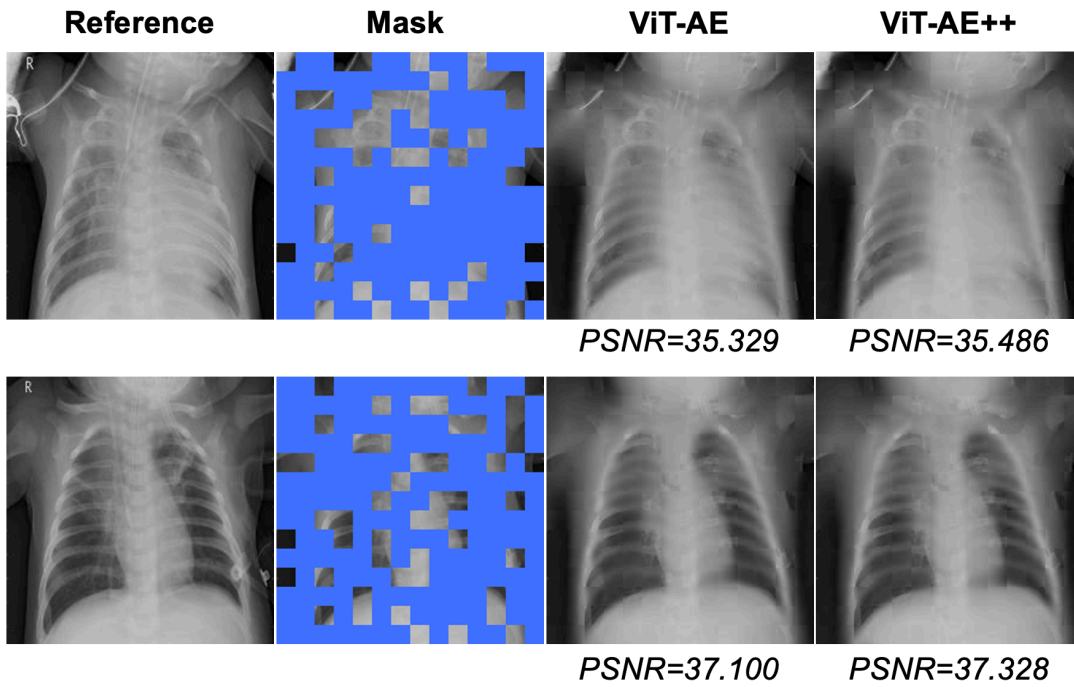 Reference Mask ViT-AE ViT-AE++
R
PSNR=35.329 PSNR=35.486
R
PSNR=37.100 PSNR=37.328